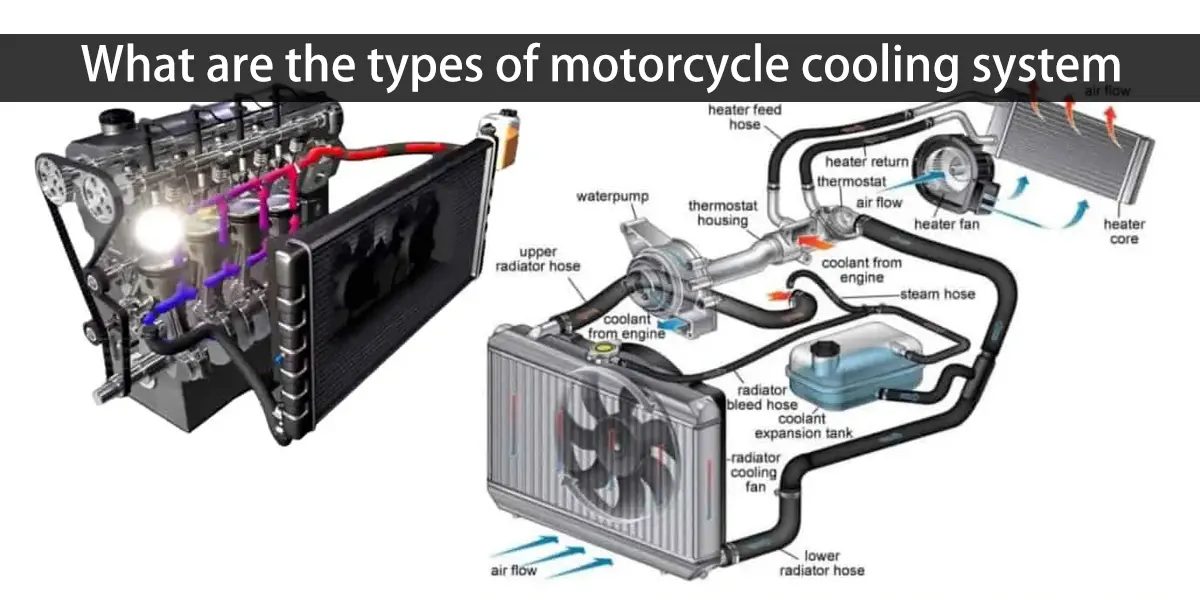 What are the types of motorcycle cooling system
air flow
heater feed
hose
heater return
thermostat
air flow
heater fan
heater
core
waterpump
thermostat
housing
upper
radiator hose
coolant from
engine
steam hose
coolant
from engine
radiator
bleed hose
coolant
expansion tank
radiator
cooling
fan
air flow
lower
radiator hose